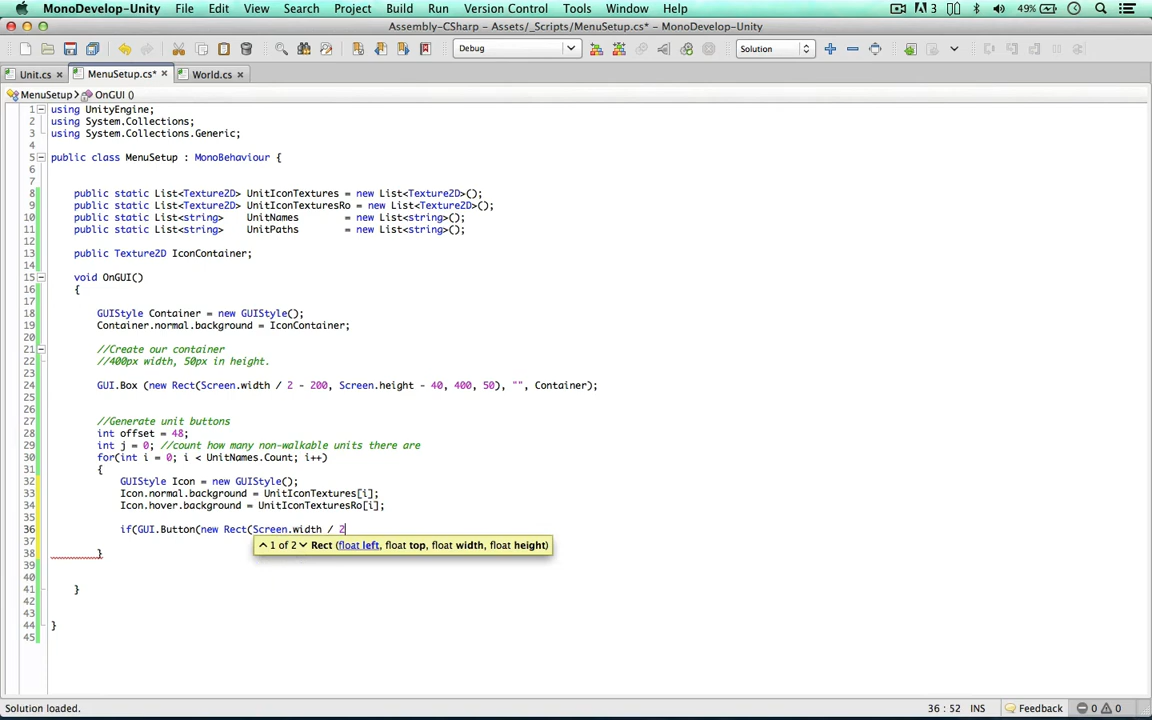 MonoDevelop-Unity File Edit View Search Project Build Run Version Control Tools Window Help 3 49%
Assembly-CSharp - Assets/_Scripts/MenuSetup.cs* - MonoDevelop-Unity
Debug Solution
Unit.cs × MenuSetup.cs* × World.cs ×
MenuSetup > OnGUI ()
1 using UnityEngine;
2 using System.Collections;
3 using System.Collections.Generic;
4
5 public class MenuSetup : MonoBehaviour {
6
7
8 public static List<Texture2D> UnitIconTextures = new List<Texture2D>();
9 public static List<Texture2D> UnitIconTexturesRo = new List<Texture2D>();
10 public static List<string> UnitNames = new List<string>();
11 public static List<string> UnitPaths = new List<string>();
12
13 public Texture2D IconContainer;
14
15 void OnGUI()
16 {
17
18 GUIStyle Container = new GUIStyle();
19 Container.normal.background = IconContainer;
20
21 //Create our container
22 //400px width, 50px in height.
23
24 GUI.Box (new Rect(Screen.width / 2 - 200, Screen.height - 40, 400, 50), "", Container);
25
26
27 //Generate unit buttons
28 int offset = 48;
29 int j = 0; //count how many non-walkable units there are
30 for(int i = 0; i < UnitNames.Count; i++)
31 {
32 GUIStyle Icon = new GUIStyle();
33 Icon.normal.background = UnitIconTextures[i];
34 Icon.hover.background = UnitIconTexturesRo[i];
35
36 if(GUI.Button(new Rect(Screen.width / 2
37 1 of 2 Rect (float left, float top, float width, float height)
38 }
39
40
41 }
42
43
44 }
45
Solution loaded. 36 : 52 INS Feedback 0 0